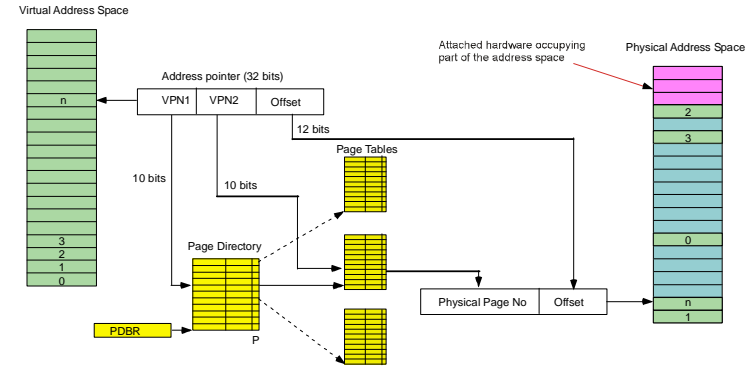 Virtual Address Space
n
3
2
1
0
Address pointer (32 bits)
VPN1 VPN2 Offset
12 bits
10 bits
10 bits
Page Tables
Page Directory
PDBR
P
Physical Page No Offset
Attached hardware occupying
part of the address space
Physical Address Space
2
3
0
n
1